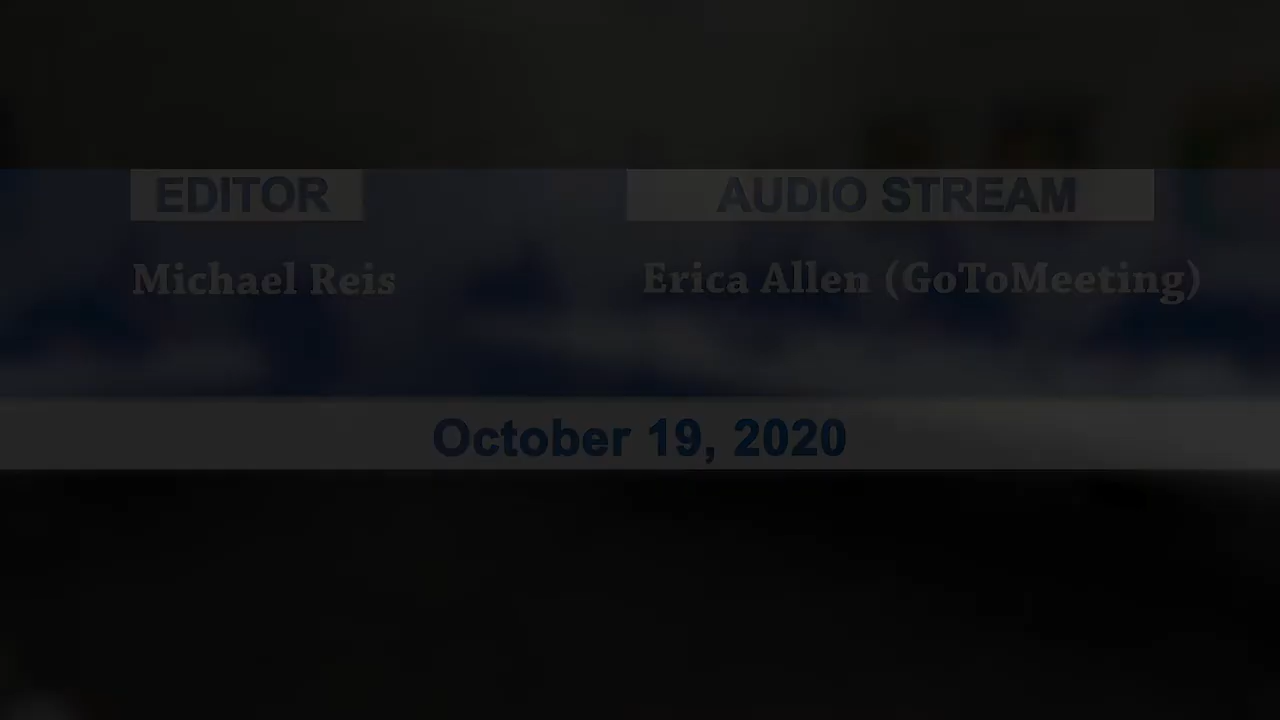 EDITOR
AUDIO STREAM
Michael Reis
Erica Allen (GoToMeeting)
October 19, 2020